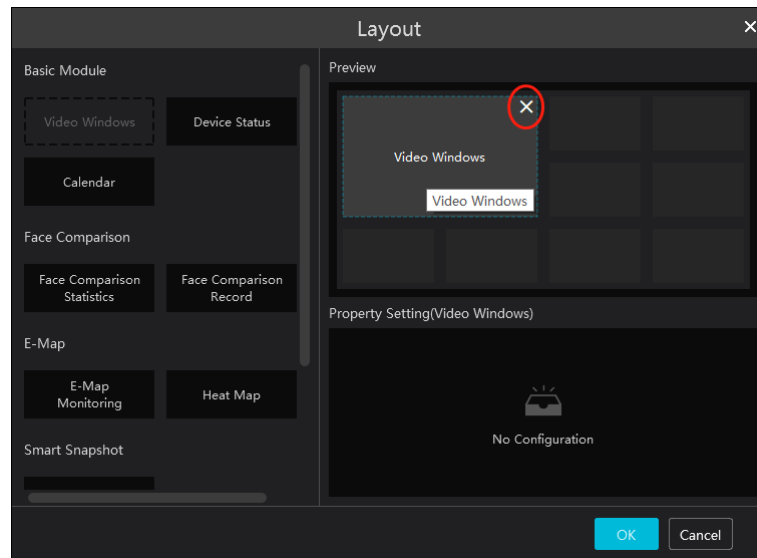 Layout
Basic Module
Video Windows
Device Status
Calendar
Face Comparison
Face Comparison
Statistics
Face Comparison
Record
E-Map
E-Map
Monitoring
Heat Map
Smart Snapshot
Preview
Video Windows
Video Windows
Property Setting(Video Windows)
No Configuration
OK
Cancel